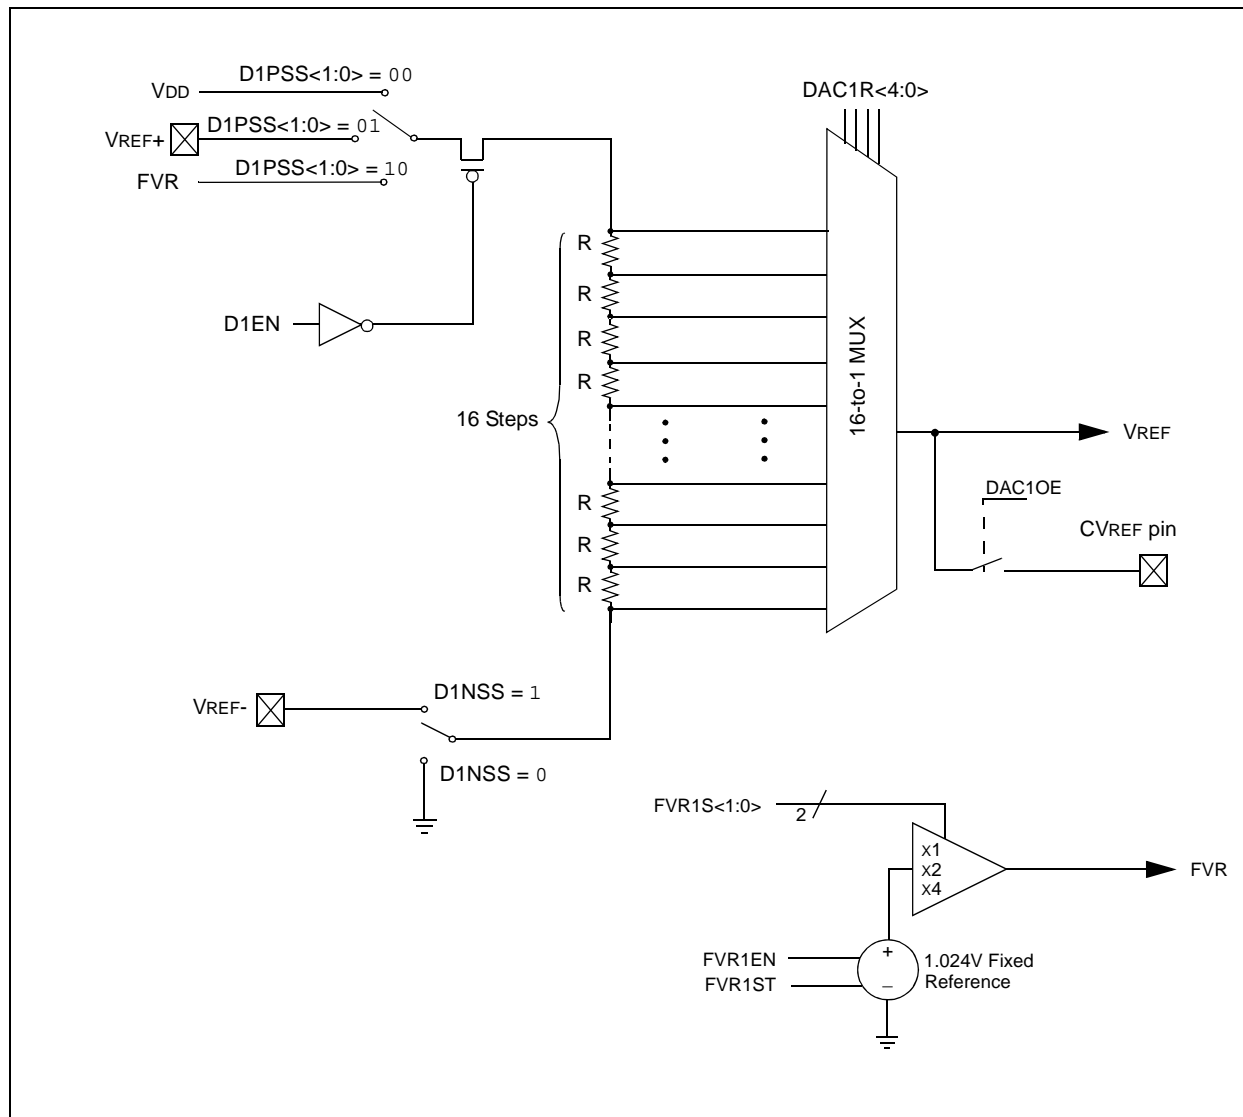 VDD
D1PSS<1:0> = 00
VREF+
D1PSS<1:0> = 01
FVR
D1PSS<1:0> = 10
DAC1R<4:0>
D1EN
R
R
R
R
16 Steps
R
R
R
16-to-1 MUX
VREF
DAC1OE
CVREF pin
VREF-
D1NSS = 1
D1NSS = 0
FVR1S<1:0>
2
X1
X2
X4
FVR
FVR1EN
FVR1ST
+
–
1.024V Fixed
Reference